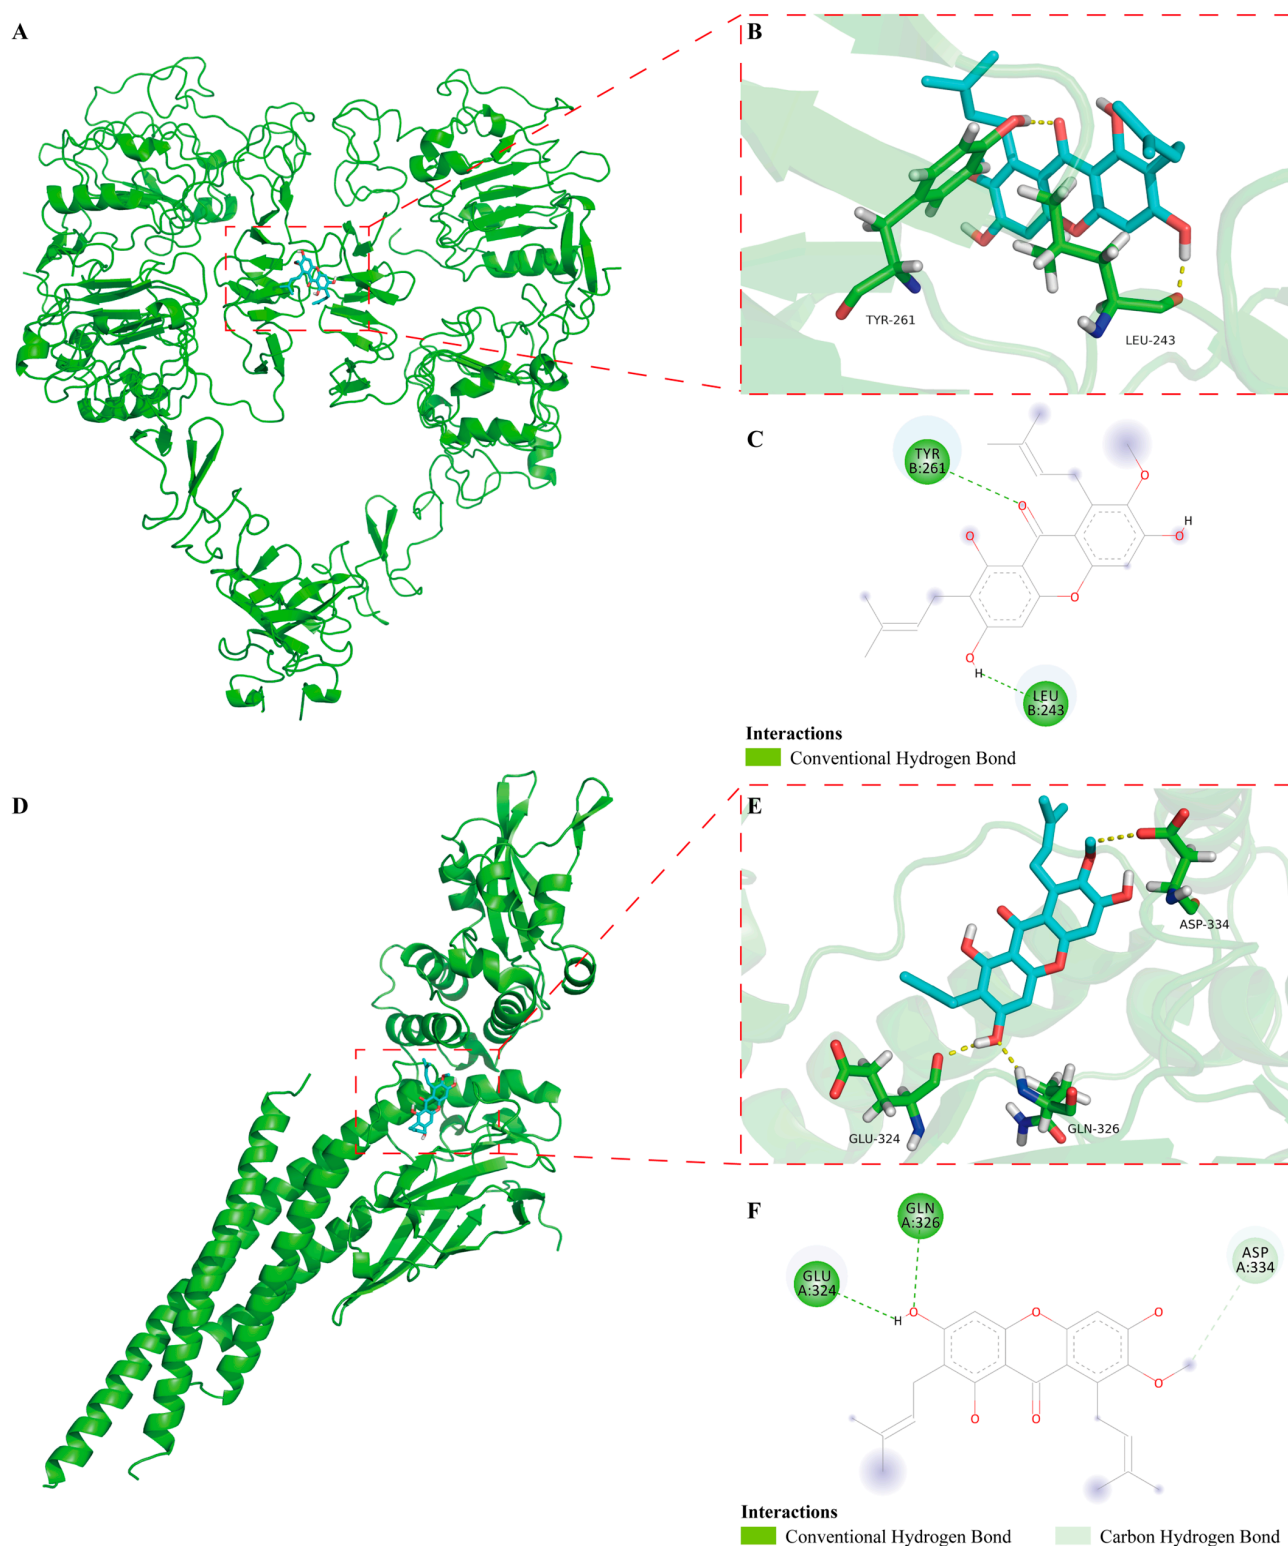 A
B
TYR-261
LEU-243
C
TYR
B:261
O
O
H
O
O
O
O
H
LEU
B:243
Interactions
Conventional Hydrogen Bond
D
E
ASP-334
GLU-324
GLN-326
F
GLN
A:326
ASP
A:334
GLU
A:324
H
O
O
O
O
O
O
Interactions
Conventional Hydrogen Bond
Carbon Hydrogen Bond